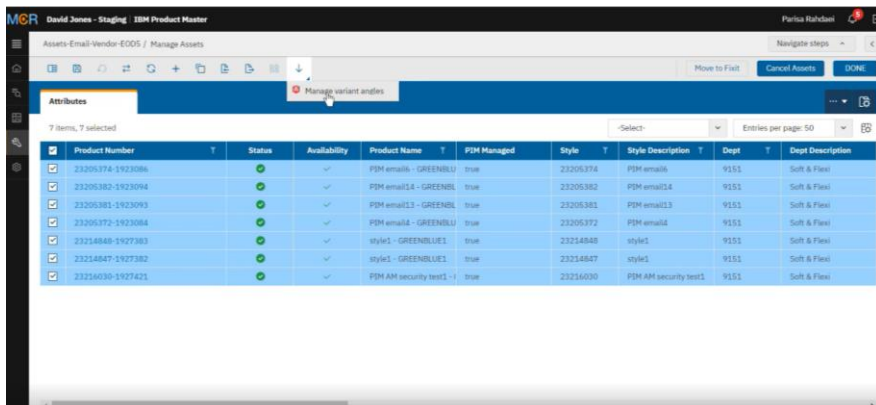 MCR David Jones - Staging | IBM Product Master Parisa Rahdaei 5
Assets-Email-Vendor-EODS / Manage Assets Navigate steps
Move to Fixit Cancel Assets DONE
Manage variant angles
Attributes
7 items, 7 selected -Select- Entries per page: 50
Product Number Status Availability Product Name PIM Managed Style Style Description Dept Dept Description
23205374-1923086 PIM email6 - GREENBLU true 23205374 PIM email6 9151 Soft & Flexi
23205382-1923094 PIM email14 - GREENBL true 23205382 PIM email14 9151 Soft & Flexi
23205381-1923093 PIM email13 - GREENBL true 23205381 PIM email13 9151 Soft & Flexi
23205372-1923084 PIM email4 - GREENBLU true 23205372 PIM email4 9151 Soft & Flexi
23214848-1927383 style1 - GREENBLUE1 true 23214848 style1 9151 Soft & Flexi
23214847-1927382 style1 - GREENBLUE1 true 23214847 style1 9151 Soft & Flexi
23216030-1927421 PIM AM security test1 - true 23216030 PIM AM security test1 9151 Soft & Flexi